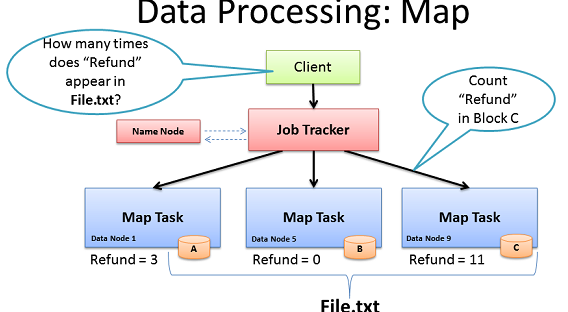 Data Processing: Map
How many times
does “Refund”
appear in
File.txt?
Client
Count
“Refund”
in Block C
Name Node
Job Tracker
Map Task
Data Node 1
A
Map Task
Data Node 5
B
Map Task
Data Node 9
C
Refund = 3
Refund = 0
Refund = 11
File.txt